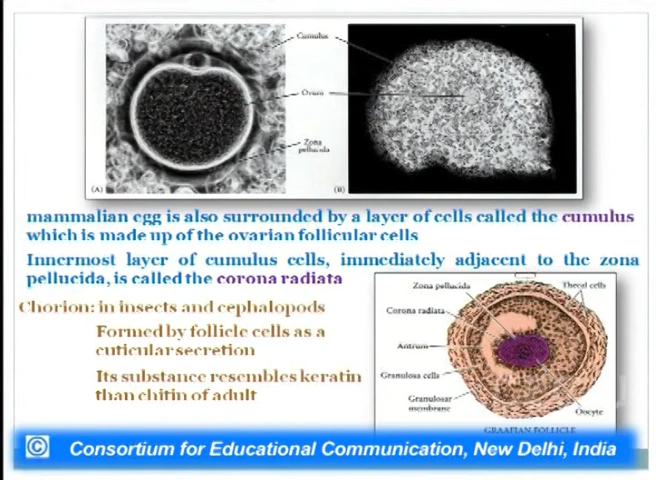 Cumulus
Ovum
Zona
pellucida
(A)
(B)
mammalian egg is also surrounded by a layer of cells called the cumulus
which is made up of the ovarian follicular cells
Innermost layer of cumulus cells, immediately adjacent to the zona
pellucida, is called the corona radiata
Chorion: in insects and cephalopods
Formed by follicle cells as a
cuticular secretion
Its substance resembles keratin
than chitin of adult
Zona pellucida
Thecal cells
Corona radiata
Antrum
Granulosa cells
Granulosar
membrane
Oocyte
GRAAFIAN FOLLICLE
© Consortium for Educational Communication, New Delhi, India